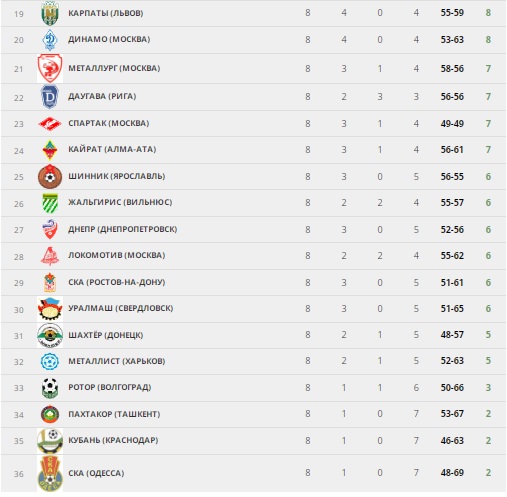 19 КАРПАТЫ (ЛЬВОВ) 8 4 0 4 55-59 8
20 ДИНАМО (МОСКВА) 8 4 0 4 53-63 8
21 МЕТАЛЛУРГ (МОСКВА) 8 3 1 4 58-56 7
22 ДАУГАВА (РИГА) 8 2 3 3 56-56 7
23 СПАРТАК (МОСКВА) 8 3 1 4 49-49 7
24 КАЙРАТ (АЛМА-АТА) 8 3 1 4 56-61 7
25 ШИННИК (ЯРОСЛАВЛЬ) 8 3 0 5 56-55 6
26 ЖАЛЬГИРИС (ВИЛЬНЮС) 8 2 2 4 55-57 6
27 ДНЕПР (ДНЕПРОПЕТРОВСК) 8 3 0 5 52-56 6
28 ЛОКОМОТИВ (МОСКВА) 8 2 2 4 55-62 6
29 СКА (РОСТОВ-НА-ДОНУ) 8 3 0 5 51-61 6
30 УРАЛМАШ (СВЕРДЛОВСК) 8 3 0 5 51-65 6
31 ШАХТЁР (ДОНЕЦК) 8 2 1 5 48-57 5
32 МЕТАЛЛИСТ (ХАРЬКОВ) 8 2 1 5 52-63 5
33 РОТОР (ВОЛГОГРАД) 8 1 1 6 50-66 3
34 ПАХТАКОР (ТАШКЕНТ) 8 1 0 7 53-67 2
35 КУБАНЬ (КРАСНОДАР) 8 1 0 7 46-63 2
36 СКА (ОДЕССА) 8 1 0 7 48-69 2